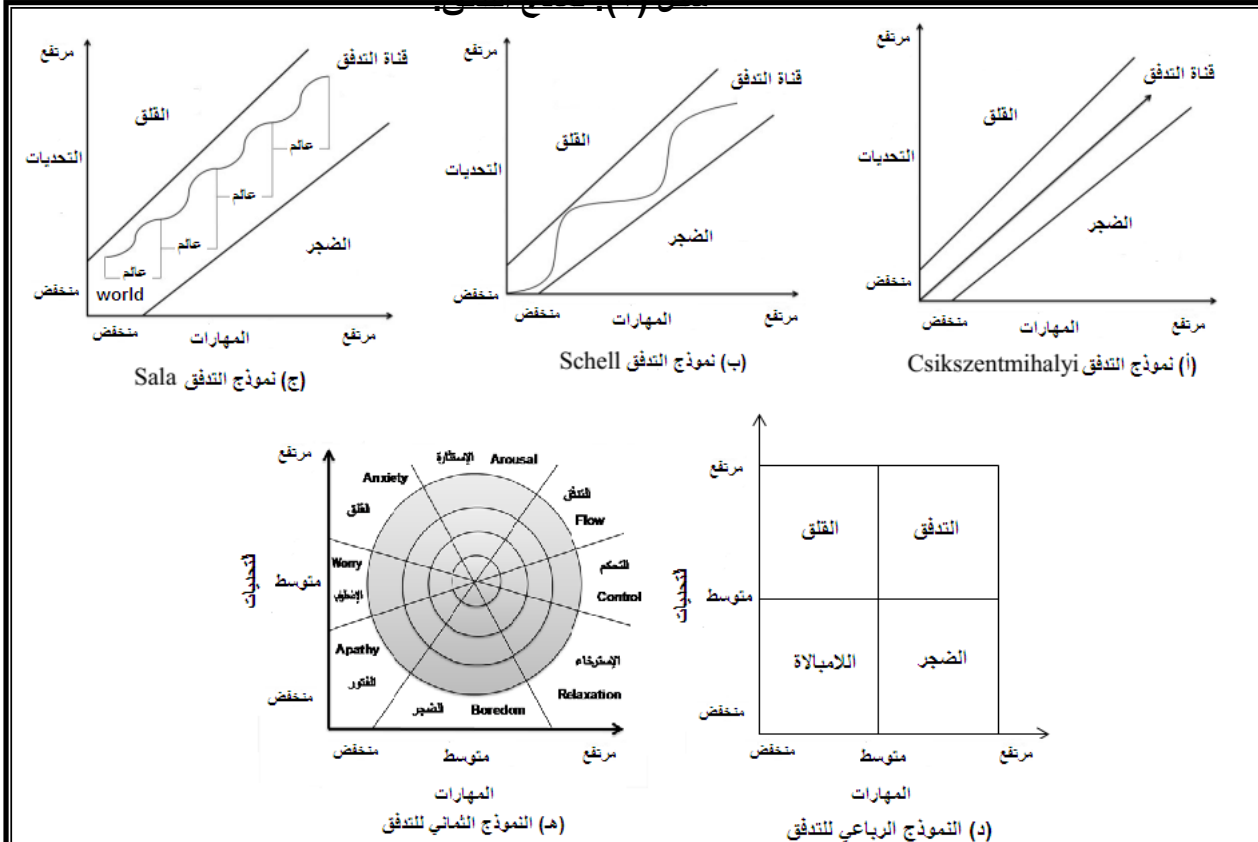 مرتفع
قناة التدفق
القلق
التحديات
الضجر
منخفض
منخفض
المهارات
مرتفع
(أ) نموذج التدفق Csikszentmihalyi
مرتفع
قناة التدفق
القلق
التحديات
الضجر
منخفض
منخفض
المهارات
مرتفع
(ب) نموذج التدفق Schell
مرتفع
قناة التدفق
القلق
التحديات
عالم
عالم
عالم
عالم
الضجر
منخفض
world
منخفض
المهارات
مرتفع
(ج) نموذج التدفق Sala
مرتفع
القلق
التدفق
التحديات
متوسط
اللامبالاة
الضجر
منخفض
منخفض
متوسط
مرتفع
المهارات
(د) النموذج الرباعي للتدفق
مرتفع
الإستثارة Arousal
Anxiety
القلق
التدفق
Flow
التحديات
متوسط
Worry
التحكم
Control
Apathy
الفتور
الإسترخاء
Relaxation
الضجر Boredom
منخفض
منخفض
متوسط
مرتفع
المهارات
(هـ) النموذج الثماني للتدفق